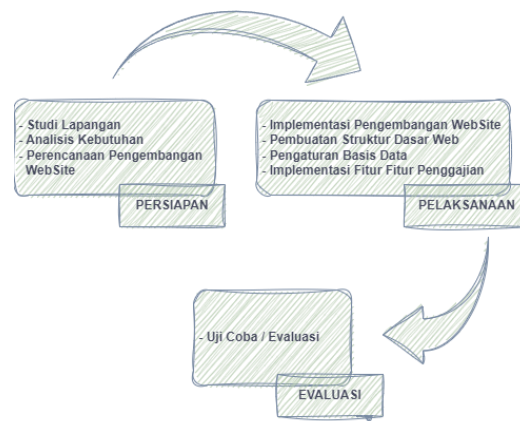 - Studi Lapangan
- Analisis Kebutuhan
- Perencanaan Pengembangan
WebSite
PERSIAPAN
- Implementasi Pengembangan WebSite
- Pembuatan Struktur Dasar Web
- Pengaturan Basis Data
- Implementasi Fitur Fitur Penggajian
PELAKSANAAN
- Uji Coba / Evaluasi
EVALUASI